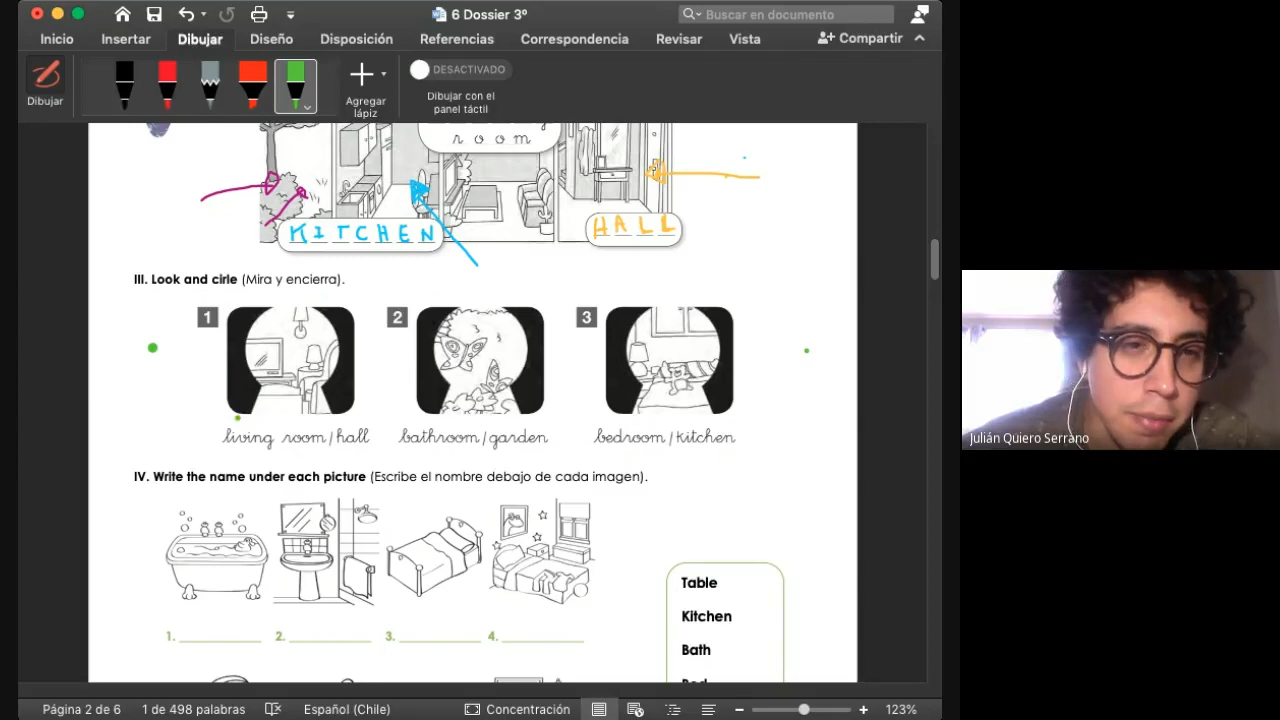 6 Dossier 3º
Buscar en documento
Inicio Insertar Dibujar Diseño Disposición Referencias Correspondencia Revisar Vista Compartir
Dibujar
Agregar lápiz
DESACTIVADO
Dibujar con el panel táctil
room
KITCHEN
HALL
III. Look and cirle (Mira y encierra).
1 2 3
living room/hall bathroom/garden bedroom/kitchen
IV. Write the name under each picture (Escribe el nombre debajo de cada imagen).
Table
Kitchen
1. 2. 3. 4.
Bath
Julián Quiero Serrano
Página 2 de 6 1 de 498 palabras Español (Chile) Concentración 123%